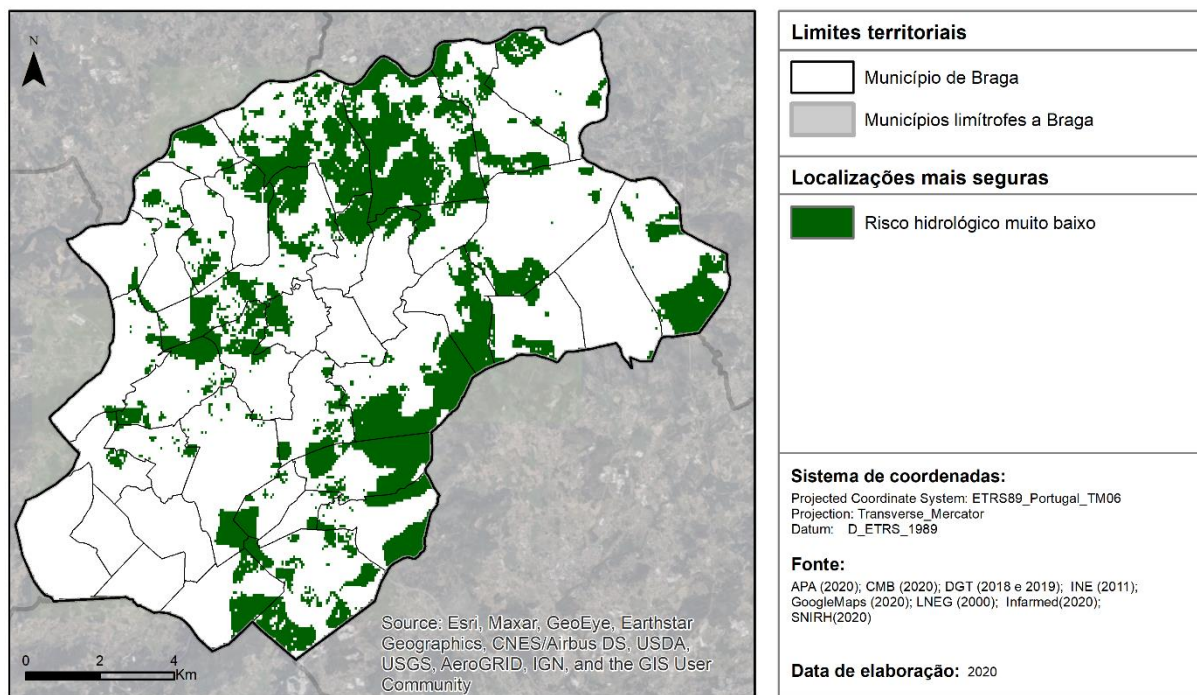 N
0 2 4
Km
Source: Esri, Maxar, GeoEye, Earthstar
Geographics, CNES/Airbus DS, USDA,
USGS, AeroGRID, IGN, and the GIS User
Community
Limites territoriais
Município de Braga
Municípios limítrofes a Braga
Localizações mais seguras
Risco hidrológico muito baixo
Sistema de coordenadas:
Projected Coordinate System: ETRS89_Portugal_TM06
Projection: Transverse_Mercator
Datum: D_ETRS_1989
Fonte:
APA (2020); CMB (2020); DGT (2018 e 2019); INE (2011);
GoogleMaps (2020); LNEG (2000); Infarmed(2020);
SNIRH(2020)
Data de elaboração: 2020